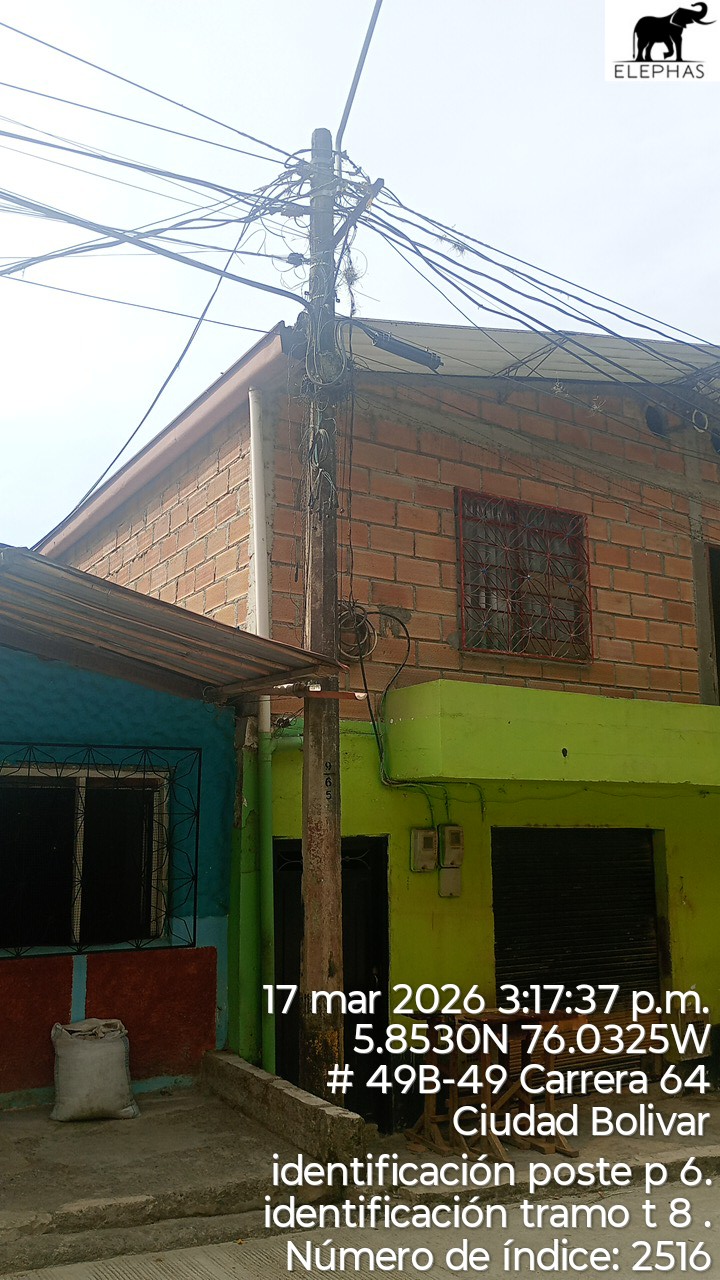 ELEPHAS
965
17 mar 2026 3:17:37 p.m.
5.8530N 76.0325W
# 49B-49 Carrera 64
Ciudad Bolivar
identificación poste p 6.
identificación tramo t 8 .
Número de índice: 2516